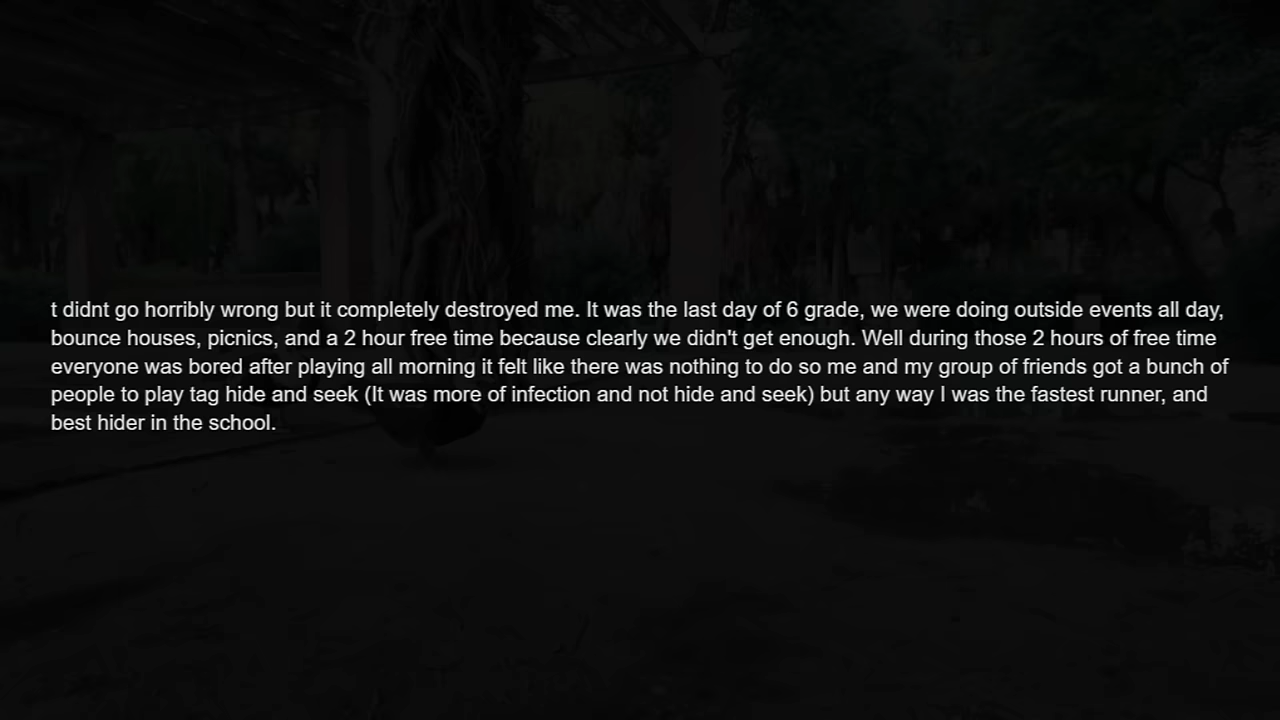 t didnt go horribly wrong but it completely destroyed me. It was the last day of 6 grade, we were doing outside events all day,
bounce houses, picnics, and a 2 hour free time because clearly we didn't get enough. Well during those 2 hours of free time
everyone was bored after playing all morning it felt like there was nothing to do so me and my group of friends got a bunch of
people to play tag hide and seek (It was more of infection and not hide and seek) but any way I was the fastest runner, and
best hider in the school.